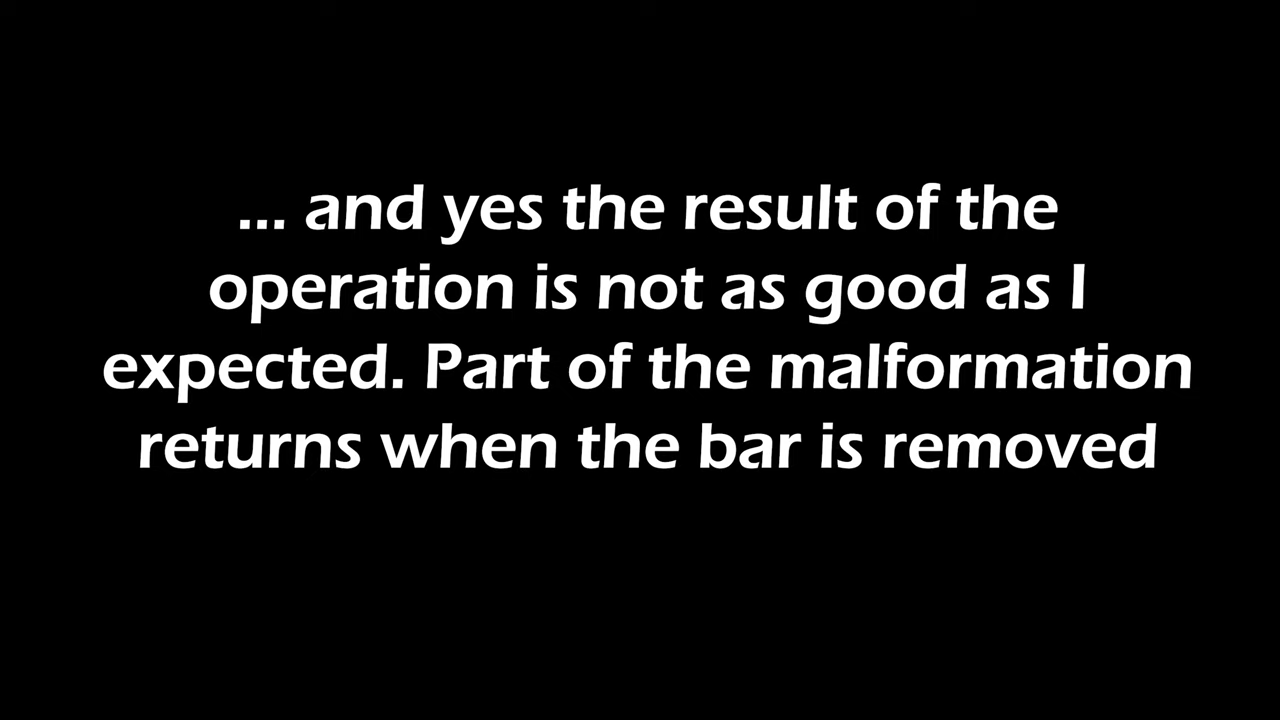 ... and yes the result of the
operation is not as good as I
expected. Part of the malformation
returns when the bar is removed